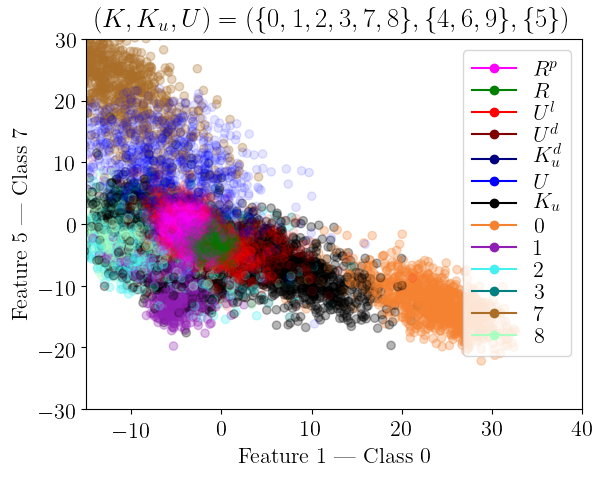 (K, K_u, U) = ({0, 1, 2, 3, 7, 8}, {4, 6, 9}, {5})
30
20
10
0
−10
−20
−30
Feature 5 — Class 7
−10
0
10
20
30
40
Feature 1 — Class 0
R^p
R
U^l
U^d
K_u^d
U
K_u
0
1
2
3
7
8